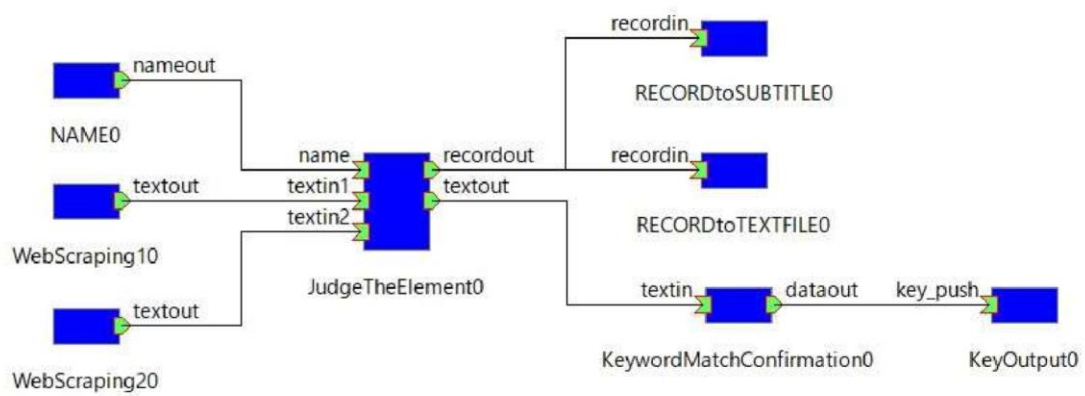 recordin
nameout
RECORDtoSUBTITLE0
NAME0
name
recordout
recordin
textout
textin1
textout
textin2
RECORDtoTEXTFILE0
WebScraping10
JudgeTheElement0
textin
dataout
key_push
textout
KeywordMatchConfirmation0
KeyOutput0
WebScraping20